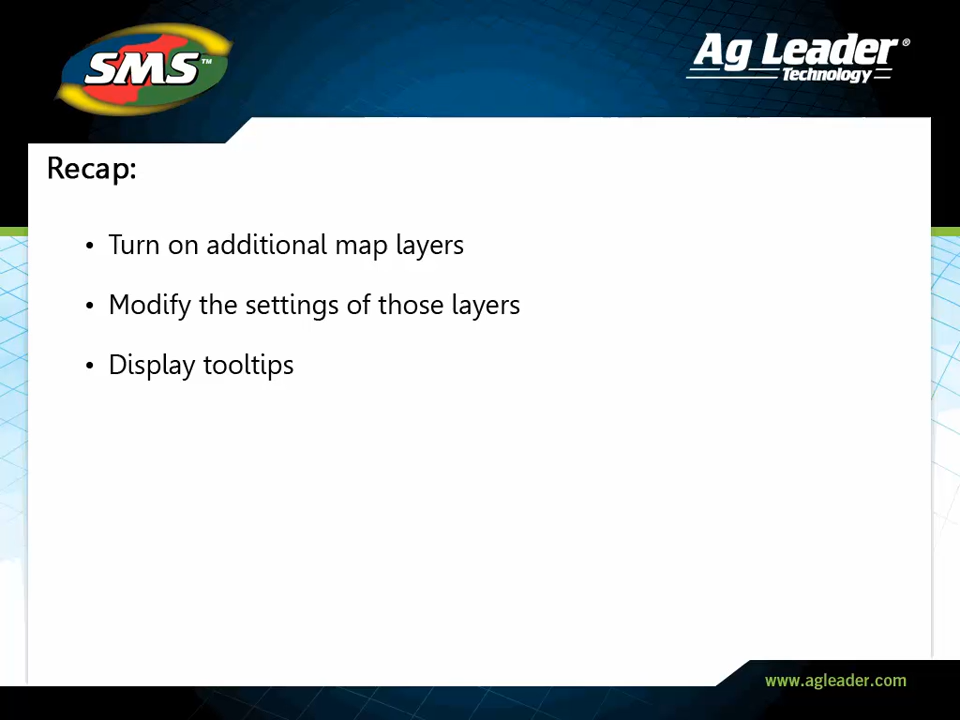 SMS™
Ag Leader®
Technology
Recap:
• Turn on additional map layers
• Modify the settings of those layers
• Display tooltips
www.agleader.com